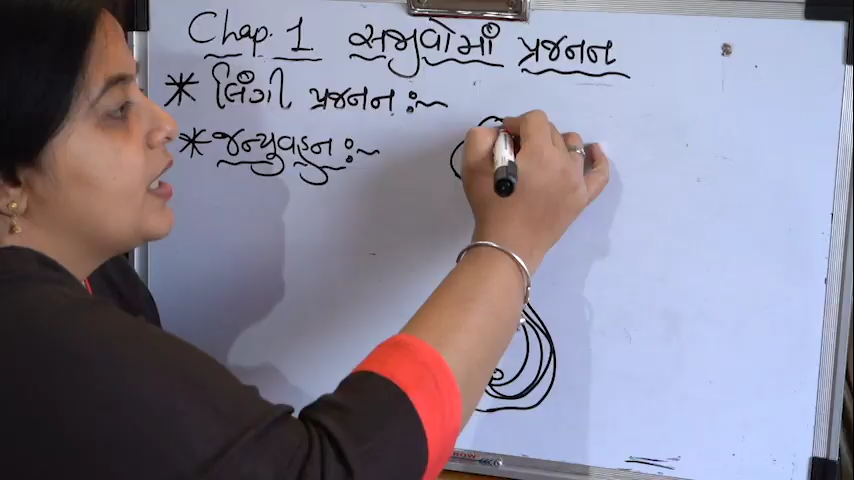 Chap. 1 સજીવોમાં પ્રજનન
* લિંગી પ્રજનન :~
* જન્યુવહન :~